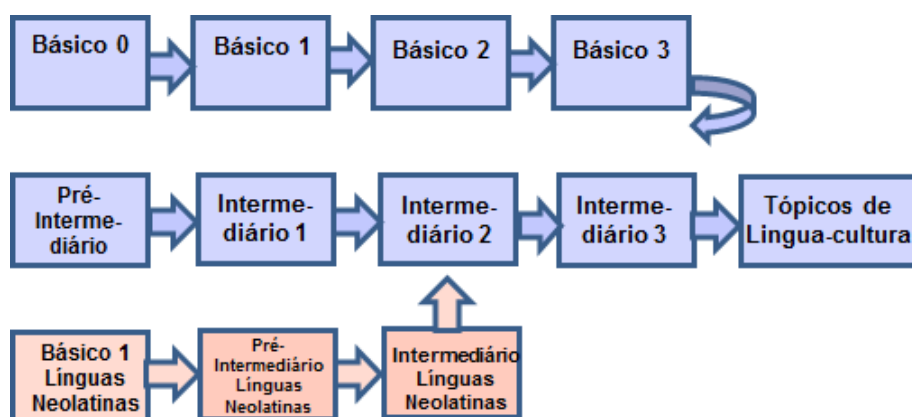 Básico 0
Básico 1
Básico 2
Básico 3
Pré-
Interme-
diário
Interme-
diário 1
Interme-
diário 2
Interme-
diário 3
Tópicos de
Lingua-cultura
Básico 1
Línguas
Neolatinas
Pré-
Intermediário
Línguas
Neolatinas
Intermediário
Línguas
Neolatinas